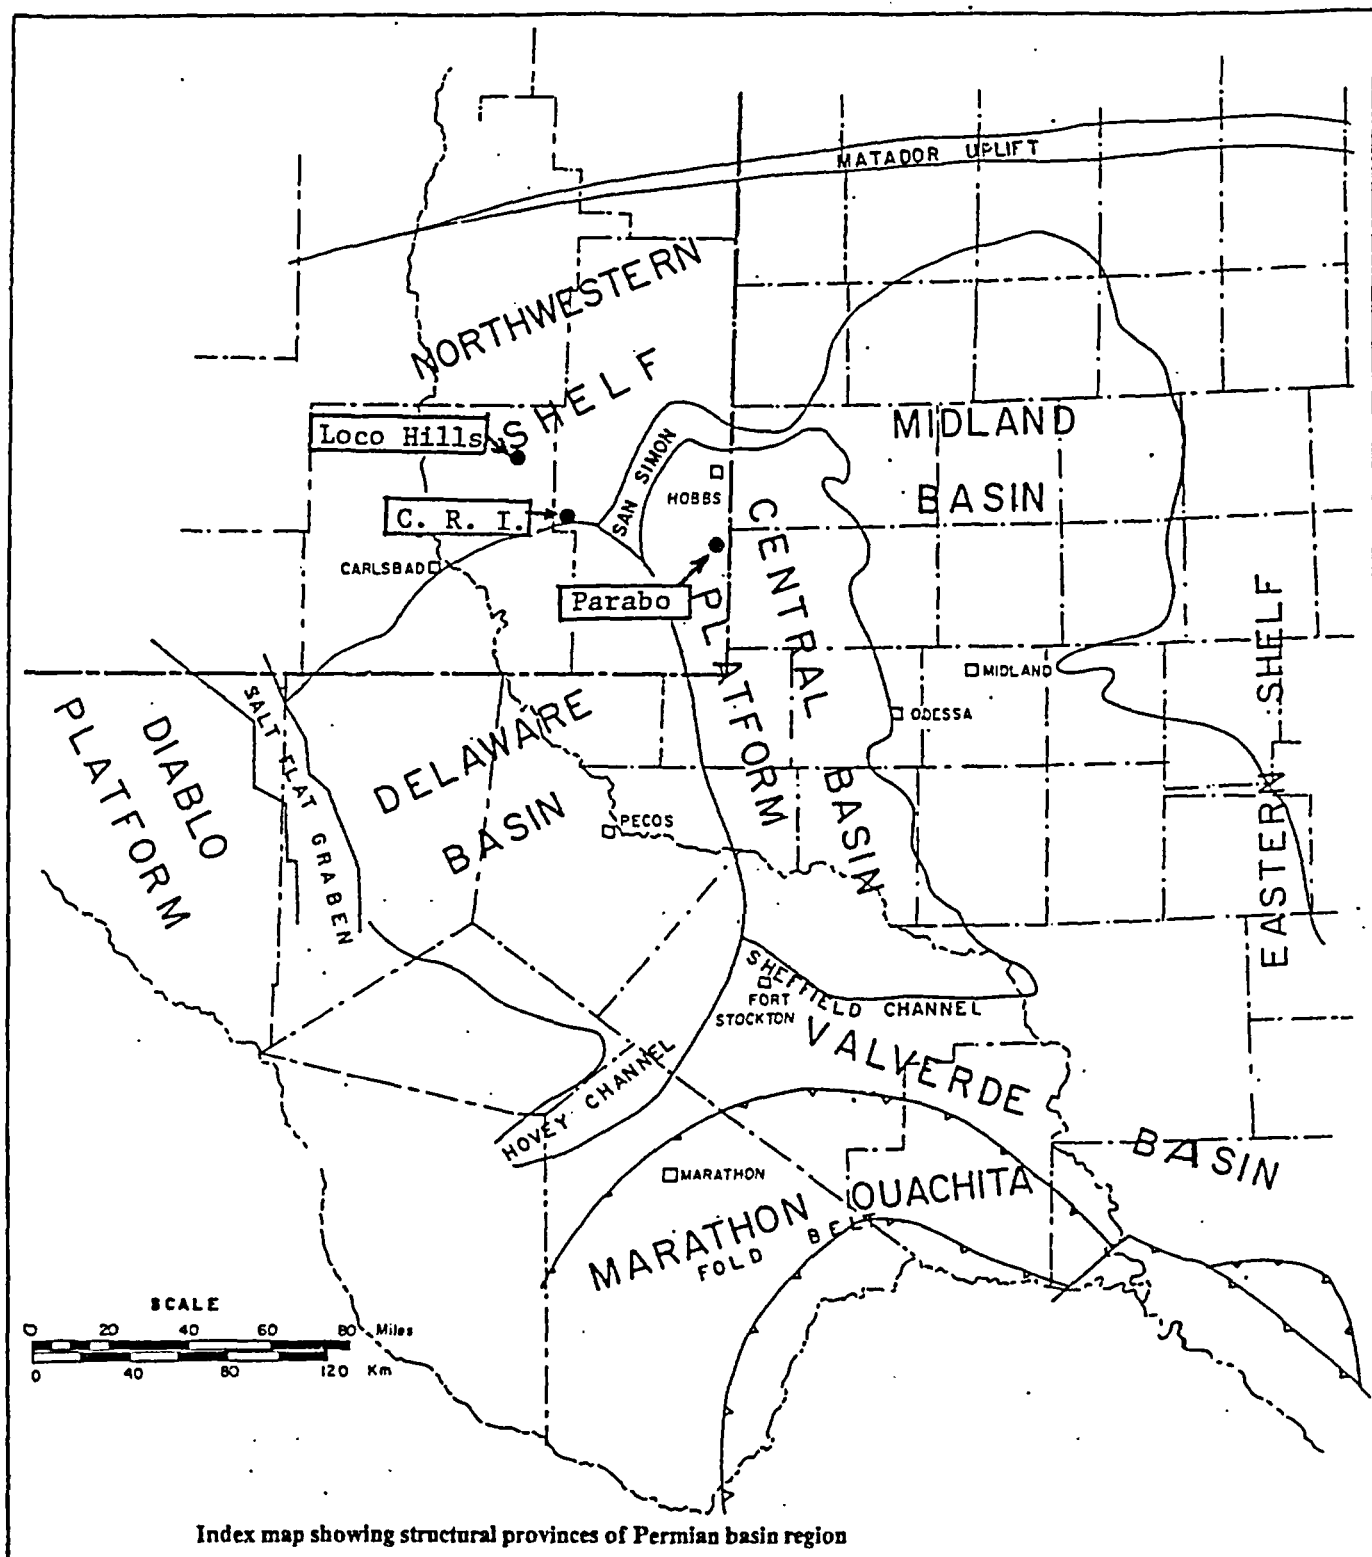 MATADOR UPLIFT
NORTHWESTERN
SHELF
Loco Hills
SAN SIMON
HOBBS
MIDLAND
BASIN
C. R. I.
CARLSBAD
Parabo
CENTRAL
BASIN
PLATFORM
MIDLAND
ODESSA
EASTERN SHELF
DIABLO
PLATFORM
SALT FLAT GRABEN
DELAWARE
BASIN
PECOS
SHEFFIELD CHANNEL
FORT
STOCKTON
VALVERDE
BASIN
HOVEY CHANNEL
MARATHON
MARATHON OUACHITA
FOLD BELT
SCALE
0 20 40 60 80 Miles
0 40 80 120 Km
Index map showing structural provinces of Permian basin region